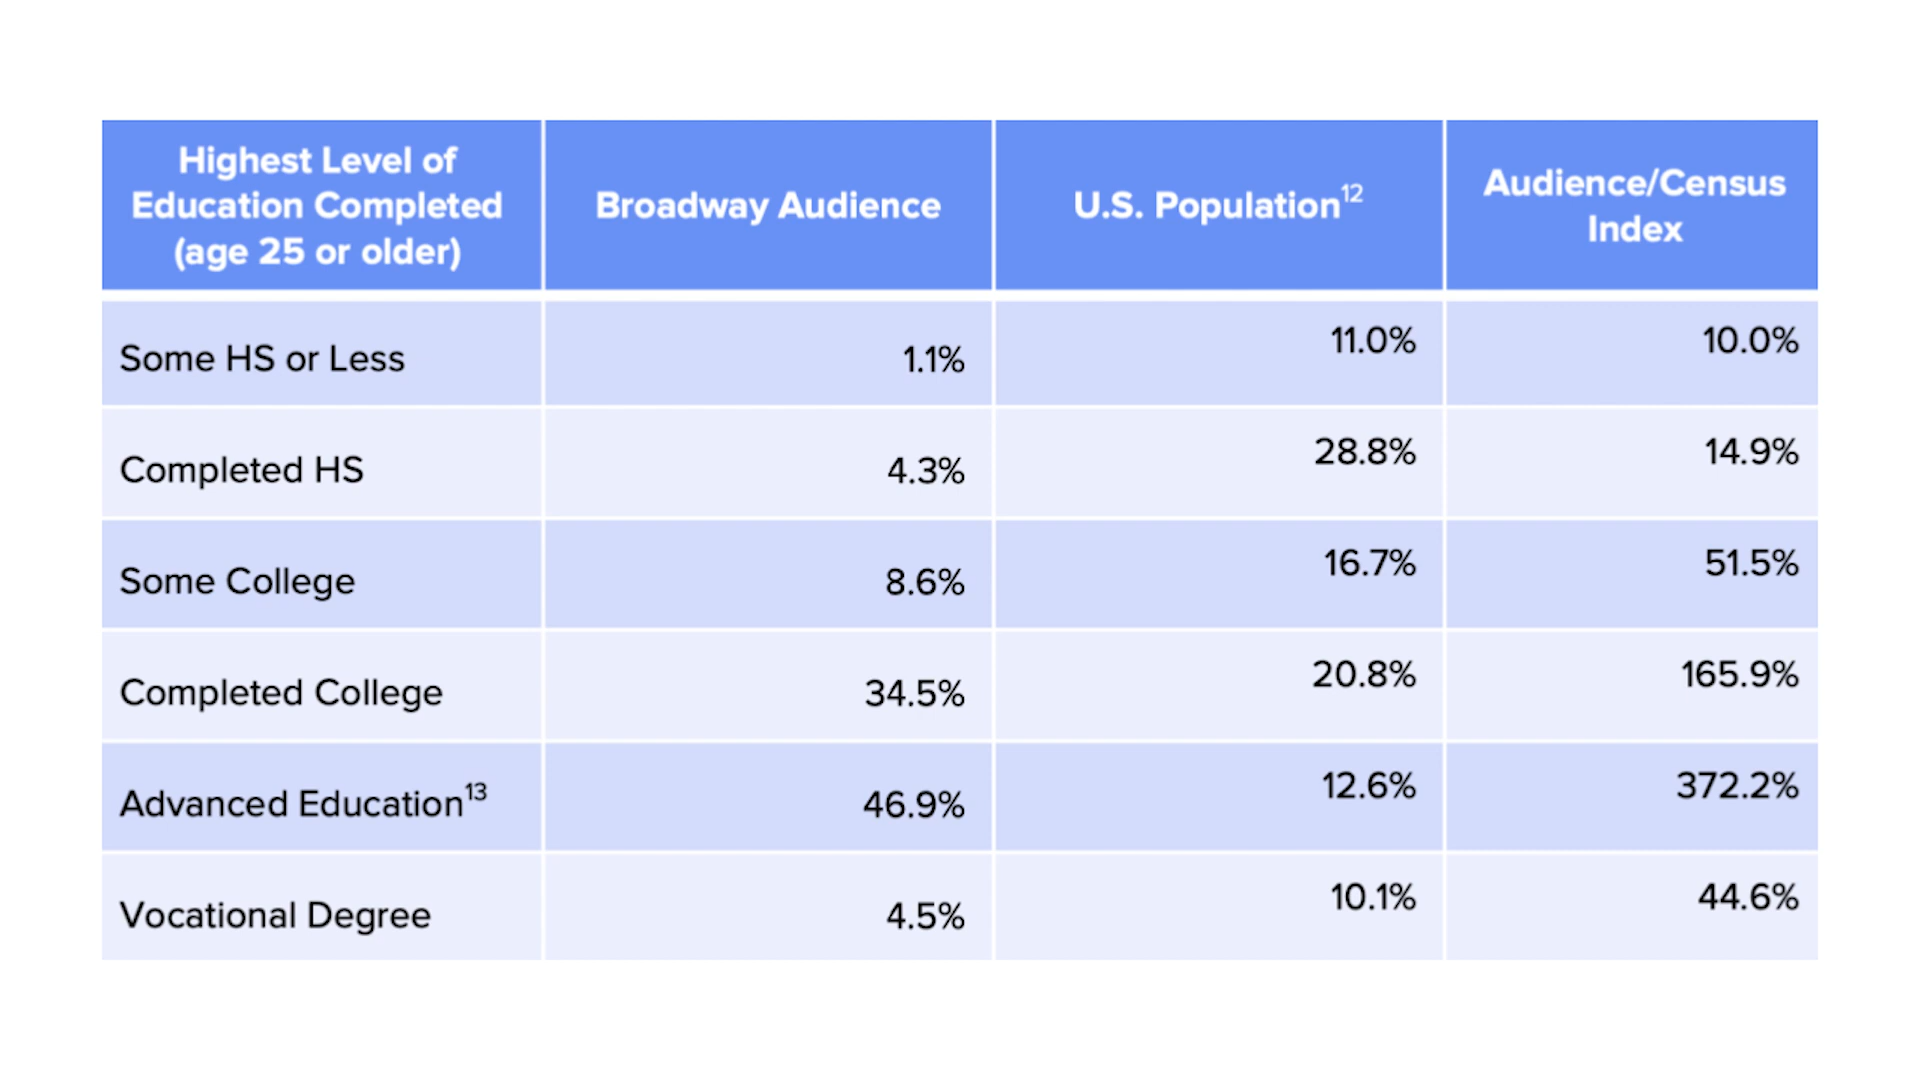 Highest Level of
Education Completed
(age 25 or older)
Broadway Audience
U.S. Population12
Audience/Census
Index
Some HS or Less 1.1% 11.0% 10.0%
Completed HS 4.3% 28.8% 14.9%
Some College 8.6% 16.7% 51.5%
Completed College 34.5% 20.8% 165.9%
Advanced Education13 46.9% 12.6% 372.2%
Vocational Degree 4.5% 10.1% 44.6%